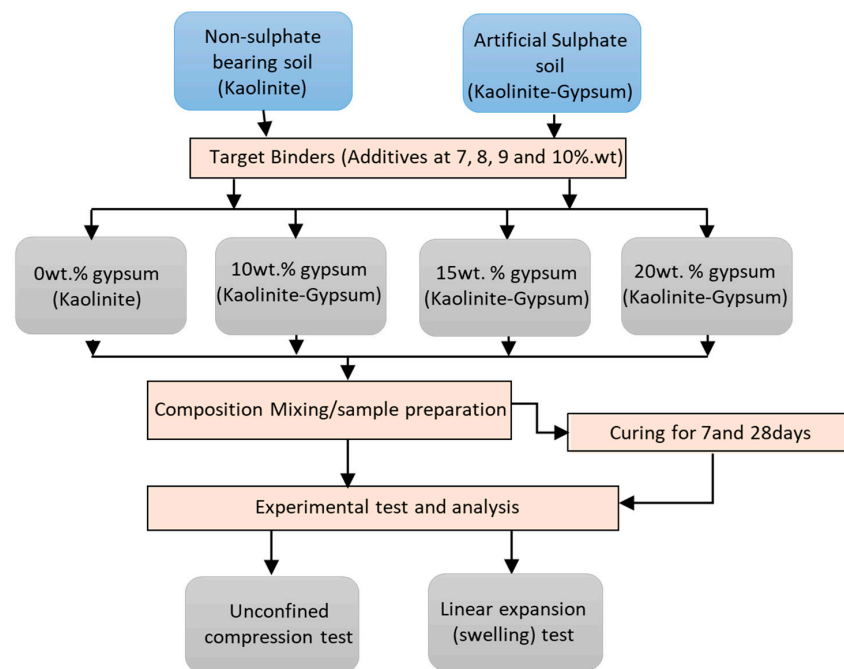 Non-sulphate
bearing soil
(Kaolinite)
Artificial Sulphate
soil
(Kaolinite-Gypsum)
Target Binders (Additives at 7, 8, 9 and 10%.wt)
0wt.% gypsum
(Kaolinite)
10wt.% gypsum
(Kaolinite-Gypsum)
15wt. % gypsum
(Kaolinite-Gypsum)
20wt. % gypsum
(Kaolinite-Gypsum)
Composition Mixing/sample preparation
Curing for 7and 28days
Experimental test and analysis
Unconfined
compression test
Linear expansion
(swelling) test